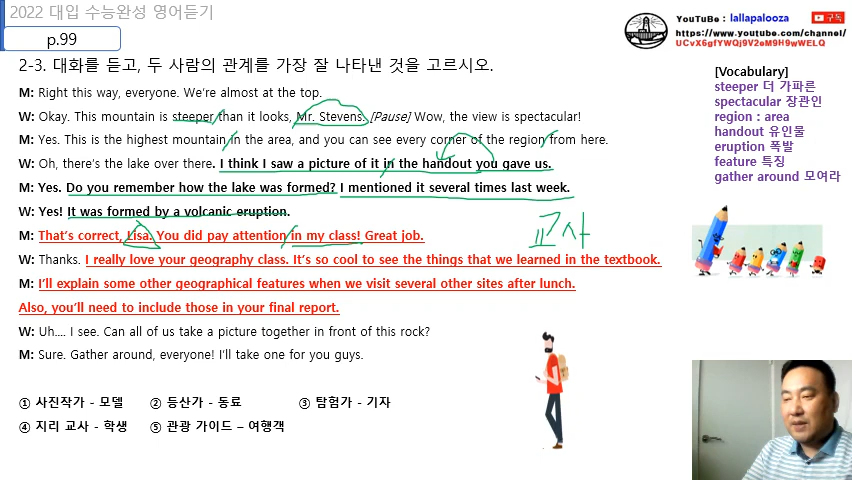 2022 대입 수능완성 영어듣기
p.99
YouTuBe : lallapalooza
구독
https://www.youtube.com/channel/
UCvX6gfYWQj9V2eM9H9wWELQ
2-3. 대화를 듣고, 두 사람의 관계를 가장 잘 나타낸 것을 고르시오.
M: Right this way, everyone. We're almost at the top.
W: Okay. This mountain is steeper than it looks, Mr. Stevens. [Pause] Wow, the view is spectacular!
M: Yes. This is the highest mountain in the area, and you can see every corner of the region from here.
W: Oh, there's the lake over there. I think I saw a picture of it in the handout you gave us.
M: Yes. Do you remember how the lake was formed? I mentioned it several times last week.
W: Yes! It was formed by a volcanic eruption.
M: That's correct, Lisa. You did pay attention in my class! Great job.
W: Thanks. I really love your geography class. It's so cool to see the things that we learned in the textbook.
M: I'll explain some other geographical features when we visit several other sites after lunch.
Also, you'll need to include those in your final report.
W: Uh.... I see. Can all of us take a picture together in front of this rock?
M: Sure. Gather around, everyone! I'll take one for you guys.
교사
① 사진작가 - 모델 ② 등산가 - 동료 ③ 탐험가 - 기자
④ 지리 교사 - 학생 ⑤ 관광 가이드 – 여행객
[Vocabulary]
steeper 더 가파른
spectacular 장관인
region : area
handout 유인물
eruption 폭발
feature 특징
gather around 모여라